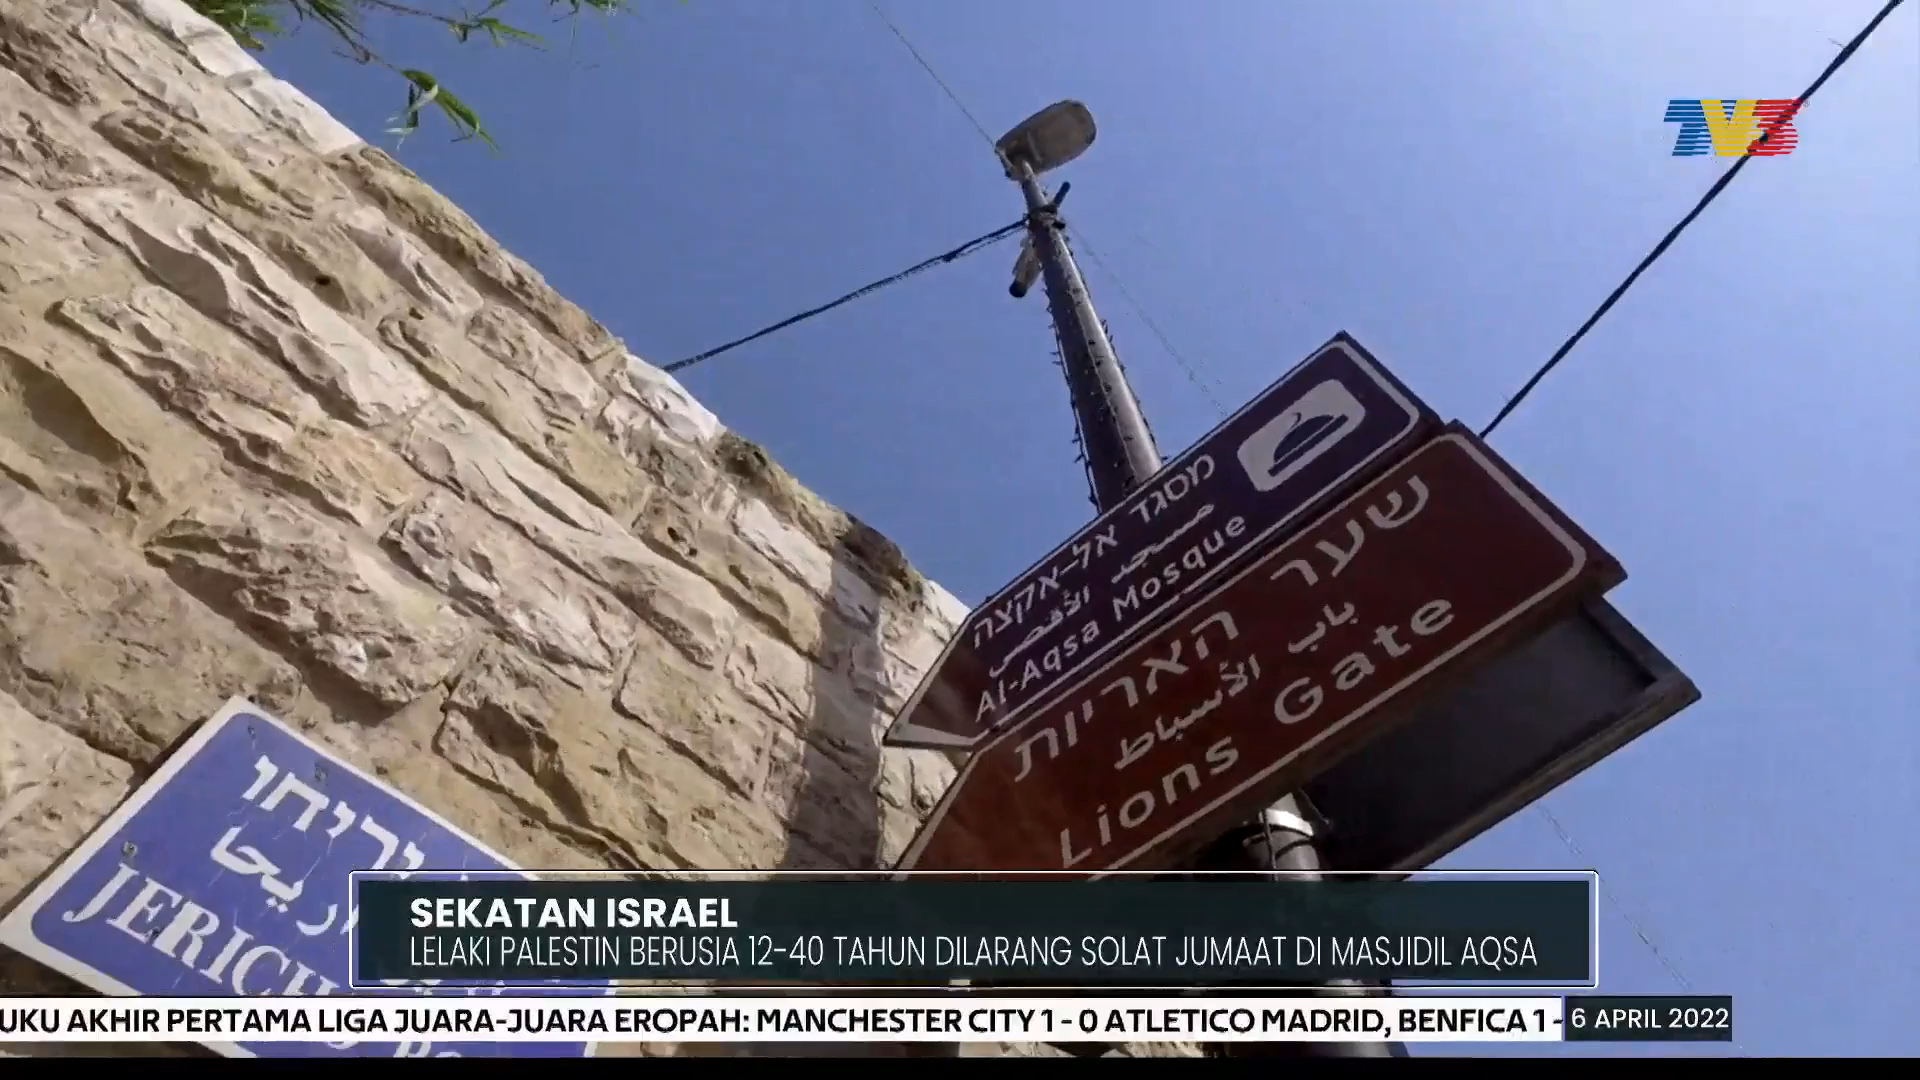 TV3
מסגד אל-אקצה
مسجد الأقصى
Al-Aqsa Mosque
שער האריות
باب الأسباط
Lions Gate
יריחו
اريحا
JERICHO
SEKATAN ISRAEL
LELAKI PALESTIN BERUSIA 12-40 TAHUN DILARANG SOLAT JUMAAT DI MASJIDIL AQSA
UKU AKHIR PERTAMA LIGA JUARA-JUARA EROPAH: MANCHESTER CITY 1 - 0 ATLETICO MADRID, BENFICA 1 -
6 APRIL 2022